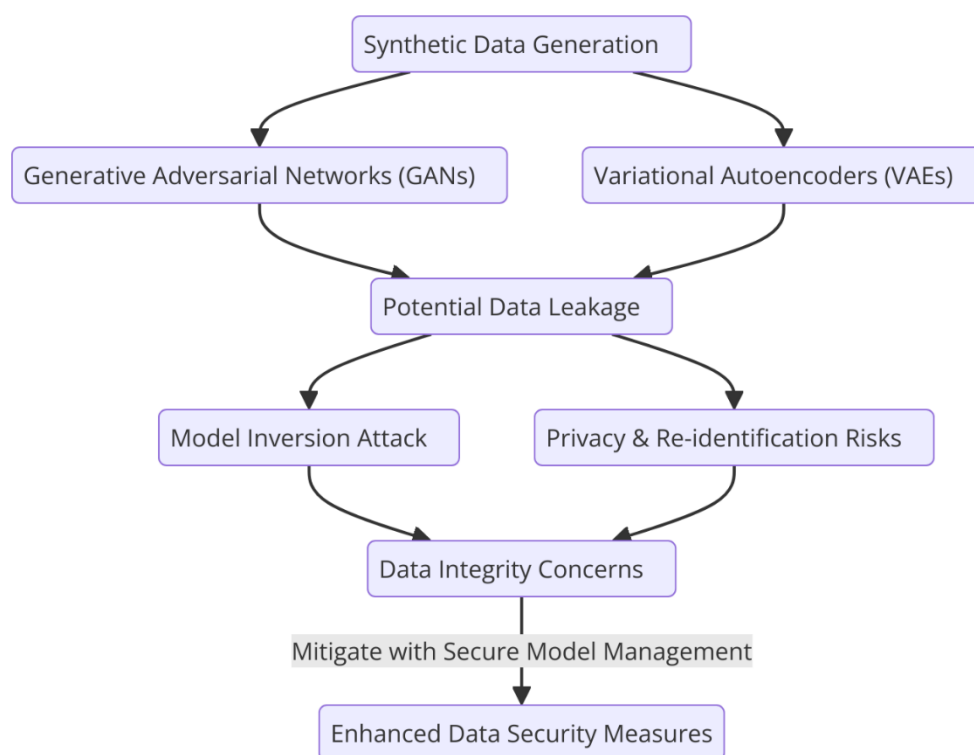 Synthetic Data Generation
Generative Adversarial Networks (GANs)
Variational Autoencoders (VAEs)
Potential Data Leakage
Model Inversion Attack
Privacy & Re-identification Risks
Data Integrity Concerns
Mitigate with Secure Model Management
Enhanced Data Security Measures